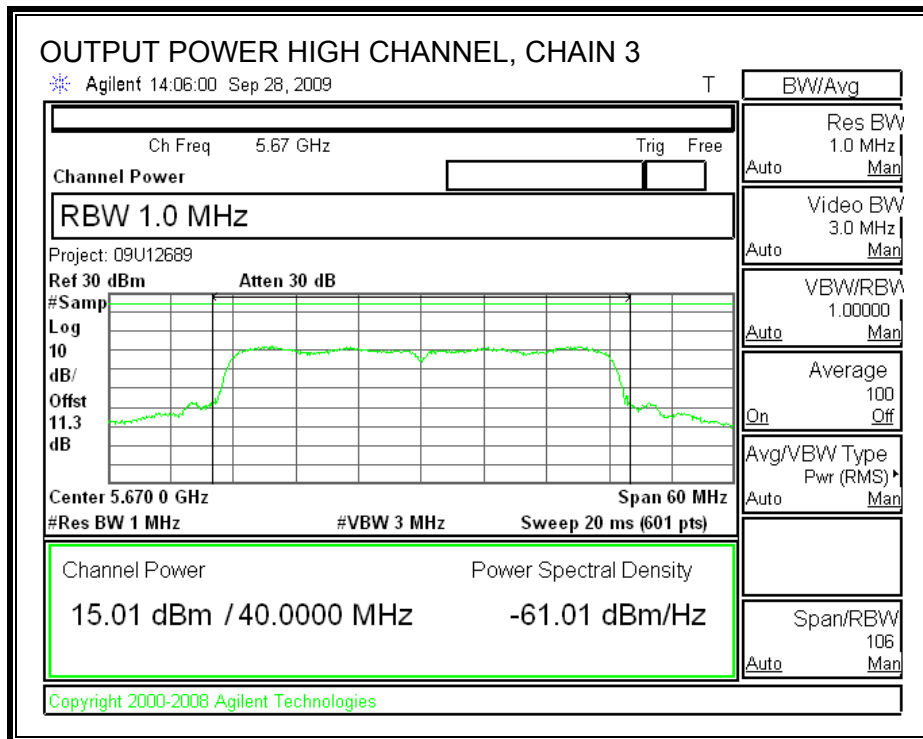 OUTPUT POWER HIGH CHANNEL, CHAIN 3
Agilent 14:06:00 Sep 28, 2009 T
Ch Freq 5.67 GHz Trig Free
Channel Power
RBW 1.0 MHz
Project: 09U12689
Ref 30 dBm Atten 30 dB
#Samp
Log
10
dB/
Offst
11.3
dB
Center 5.670 0 GHz Span 60 MHz
#Res BW 1 MHz #VBW 3 MHz Sweep 20 ms (601 pts)
Channel Power Power Spectral Density
15.01 dBm / 40.0000 MHz -61.01 dBm/Hz
Copyright 2000-2008 Agilent Technologies
BW/Avg
Res BW
1.0 MHz
Auto Man
Video BW
3.0 MHz
Auto Man
VBW/RBW
1.00000
Auto Man
Average
100
On Off
Avg/VBW Type
Pwr (RMS)
Auto Man
Span/RBW
106
Auto Man